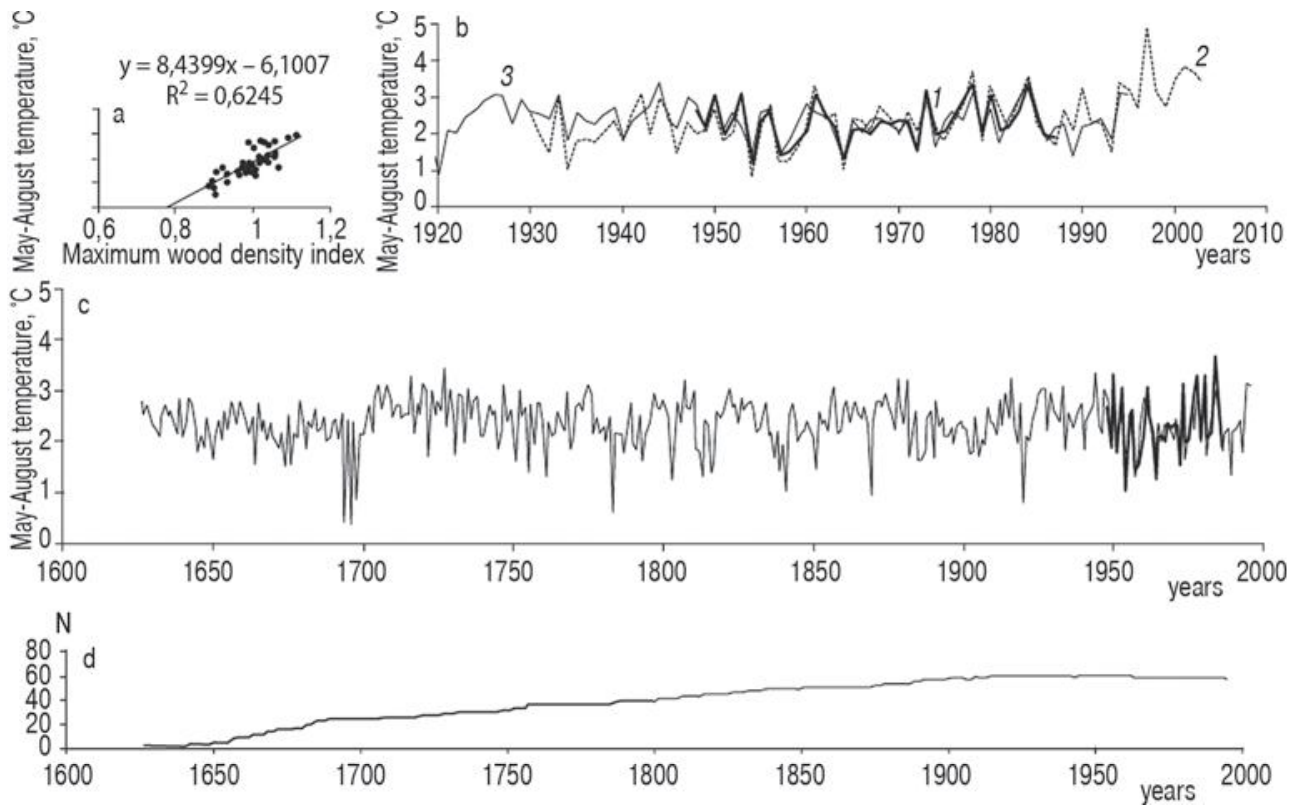 May-August temperature, °C
y = 8,4399x – 6,1007
R² = 0,6245
a
0,6 0,8 1 1,2
Maximum wood density index
May-August temperature, °C
b
5
4
3
2
1
0
3
1
2
1920 1930 1940 1950 1960 1970 1980 1990 2000 2010
years
May-August temperature, °C
c
5
4
3
2
1
0
1600 1650 1700 1750 1800 1850 1900 1950 2000
years
N
d
80
60
40
20
0
1600 1650 1700 1750 1800 1850 1900 1950 2000
years